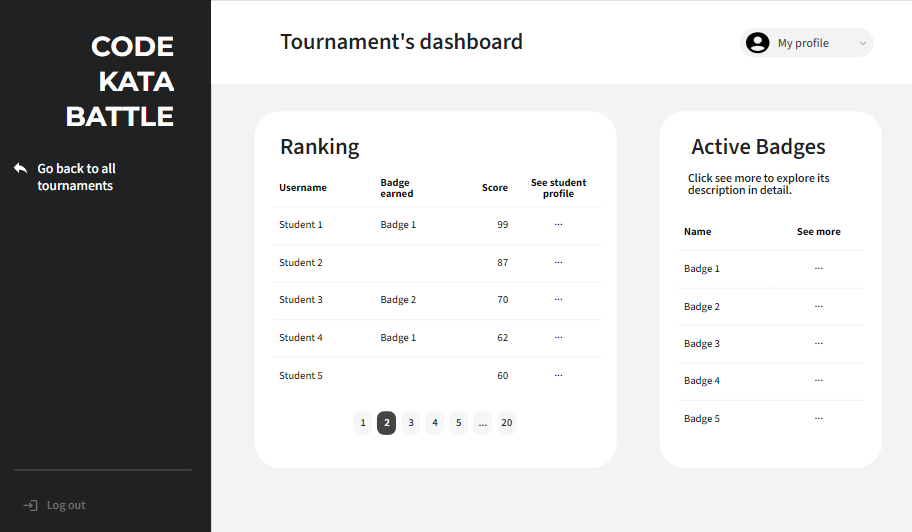 CODE
KATA
BATTLE
Go back to all
tournaments
Log out
Tournament's dashboard
My profile
Ranking
Username Badge earned Score See student profile
Student 1 Badge 1 99 ...
Student 2 87 ...
Student 3 Badge 2 70 ...
Student 4 Badge 1 62 ...
Student 5 60 ...
1 2 3 4 5 ... 20
Active Badges
Click see more to explore its
description in detail.
Name See more
Badge 1 ...
Badge 2 ...
Badge 3 ...
Badge 4 ...
Badge 5 ...